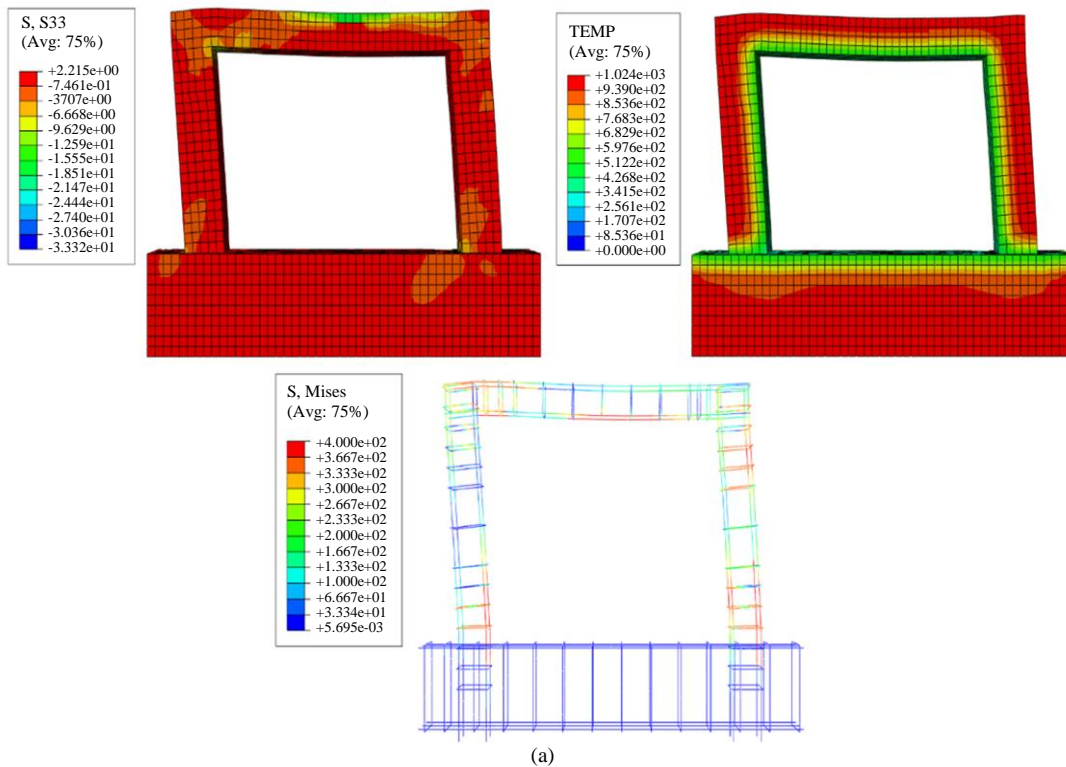 S, S33
(Avg: 75%)
+2.215e+00
-7.461e-01
-3707e+00
-6.668e+00
-9.629e+00
-1.259e+01
-1.555e+01
-1.851e+01
-2.147e+01
-2.444e+01
-2.740e+01
-3.036e+01
-3.332e+01
TEMP
(Avg: 75%)
+1.024e+03
+9.390e+02
+8.536e+02
+7.683e+02
+6.829e+02
+5.976e+02
+5.122e+02
+4.268e+02
+3.415e+02
+2.561e+02
+1.707e+02
+8.536e+01
+0.000e+00
S, Mises
(Avg: 75%)
+4.000e+02
+3.667e+02
+3.333e+02
+3.000e+02
+2.667e+02
+2.333e+02
+2.000e+02
+1.667e+02
+1.333e+02
+1.000e+02
+6.667e+01
+3.334e+01
+5.695e-03
(a)